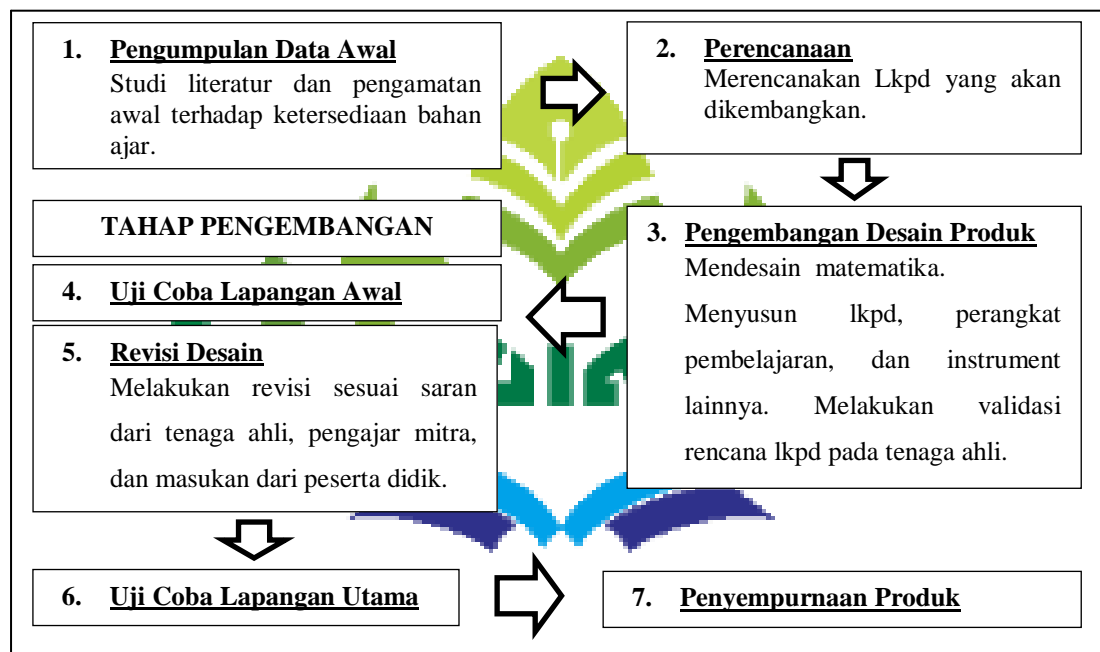 1. Pengumpulan Data Awal
Studi literatur dan pengamatan
awal terhadap ketersediaan bahan
ajar.
2. Perencanaan
Merencanakan Lkpd yang akan
dikembangkan.
TAHAP PENGEMBANGAN
3. Pengembangan Desain Produk
Mendesain matematika.
Menyusun lkpd, perangkat
pembelajaran, dan instrument
lainnya. Melakukan validasi
rencana lkpd pada tenaga ahli.
4. Uji Coba Lapangan Awal
5. Revisi Desain
Melakukan revisi sesuai saran
dari tenaga ahli, pengajar mitra,
dan masukan dari peserta didik.
6. Uji Coba Lapangan Utama
7. Penyempurnaan Produk